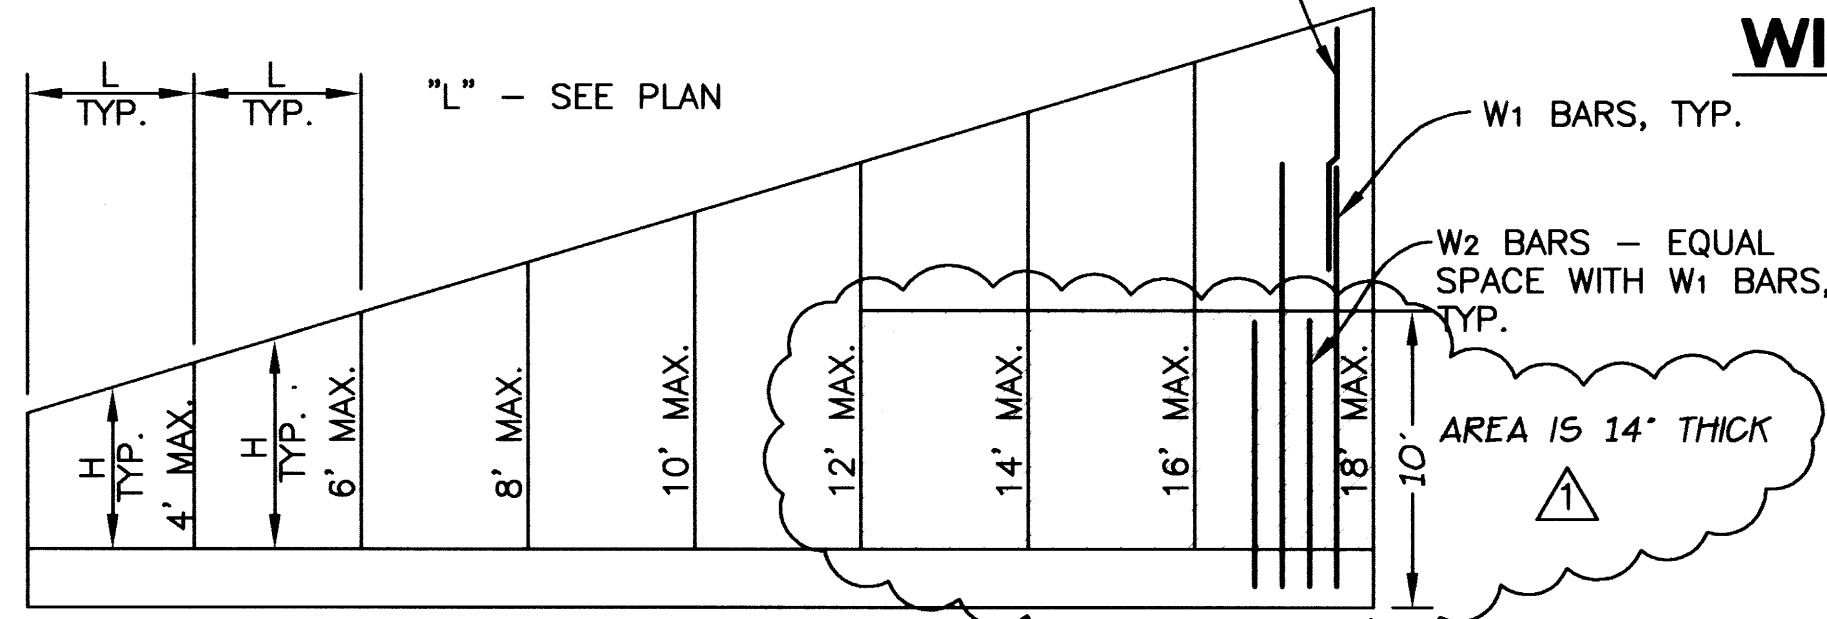 WI
L
TYP.
L
TYP.
"L" - SEE PLAN
W1 BARS, TYP.
W2 BARS - EQUAL
SPACE WITH W1 BARS,
TYP.
H
TYP.
4' MAX.
H
TYP.
6' MAX.
8' MAX.
10' MAX.
12' MAX.
14' MAX.
16' MAX.
18' MAX.
10'
AREA IS 14" THICK
1